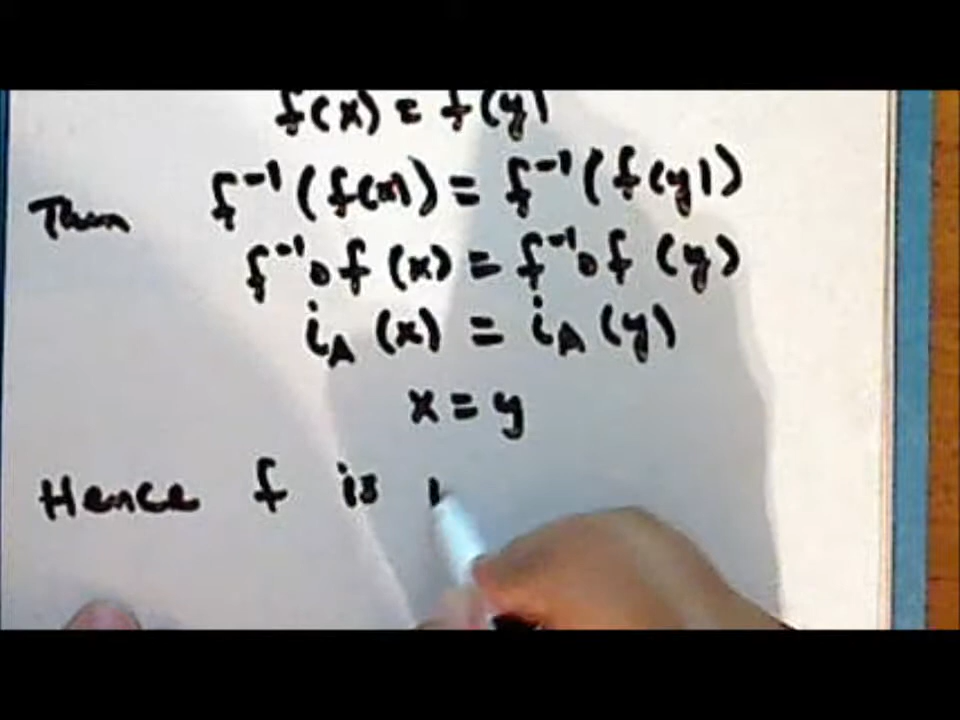 f(x) = f(y)
Then f⁻¹(f(x)) = f⁻¹(f(y))
f⁻¹∘f (x) = f⁻¹∘f (y)
i_A (x) = i_A (y)
x = y
Hence f is